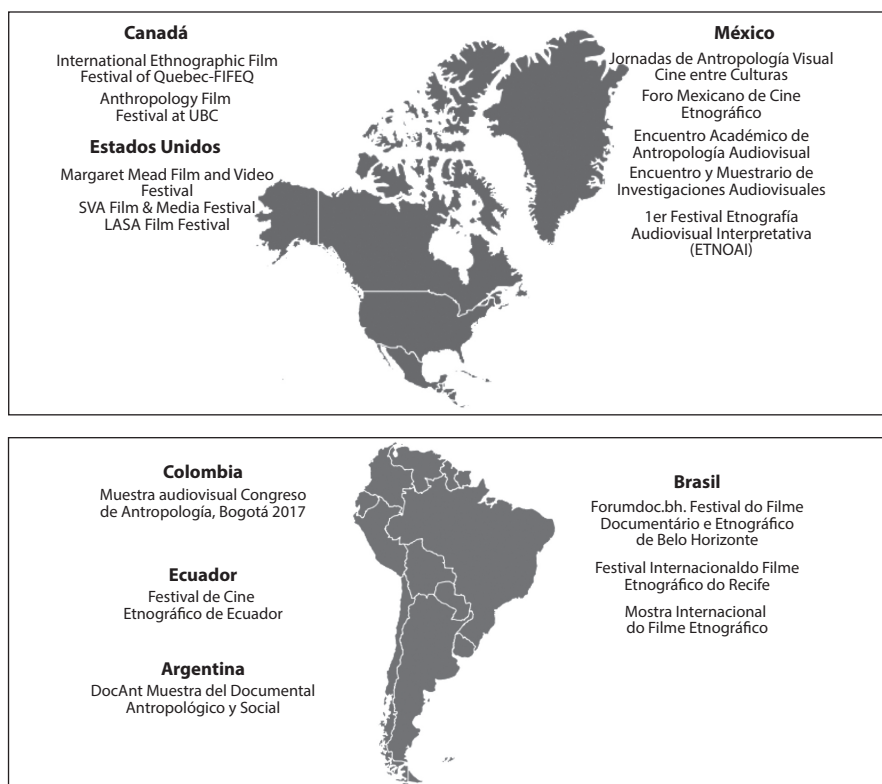 Canadá
International Ethnographic Film
Festival of Quebec-FIFEQ
Anthropology Film
Festival at UBC
Estados Unidos
Margaret Mead Film and Video
Festival
SVA Film & Media Festival
LASA Film Festival
México
Jornadas de Antropología Visual
Cine entre Culturas
Foro Mexicano de Cine
Etnográfico
Encuentro Académico de
Antropología Audiovisual
Encuentro y Muestrario de
Investigaciones Audiovisuales
1er Festival Etnografía
Audiovisual Interpretativa
(ETNOAI)
Colombia
Muestra audiovisual Congreso
de Antropología, Bogotá 2017
Ecuador
Festival de Cine
Etnográfico de Ecuador
Argentina
DocAnt Muestra del Documental
Antropológico y Social
Brasil
Forumdoc.bh. Festival do Filme
Documentário e Etnográfico
de Belo Horizonte
Festival Internacionaldo Filme
Etnográfico do Recife
Mostra Internacional
do Filme Etnográfico